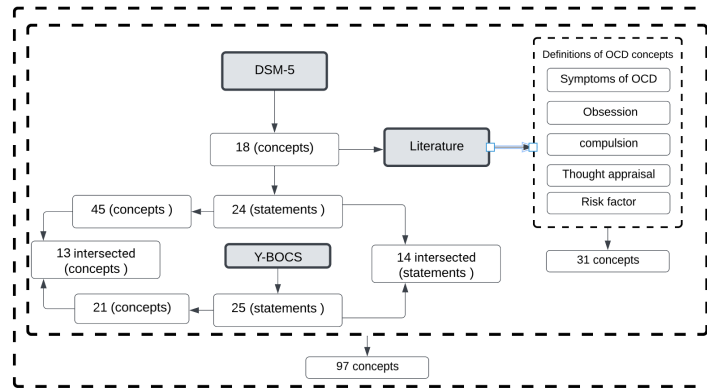 DSM-5
Definitions of OCD concepts
Symptoms of OCD
Obsession
compulsion
Thought appraisal
Risk factor
18 (concepts)
Literature
45 (concepts )
24 (statements )
13 intersected
(concepts )
Y-BOCS
14 intersected
(statements )
31 concepts
21 (concepts)
25 (statements )
97 concepts